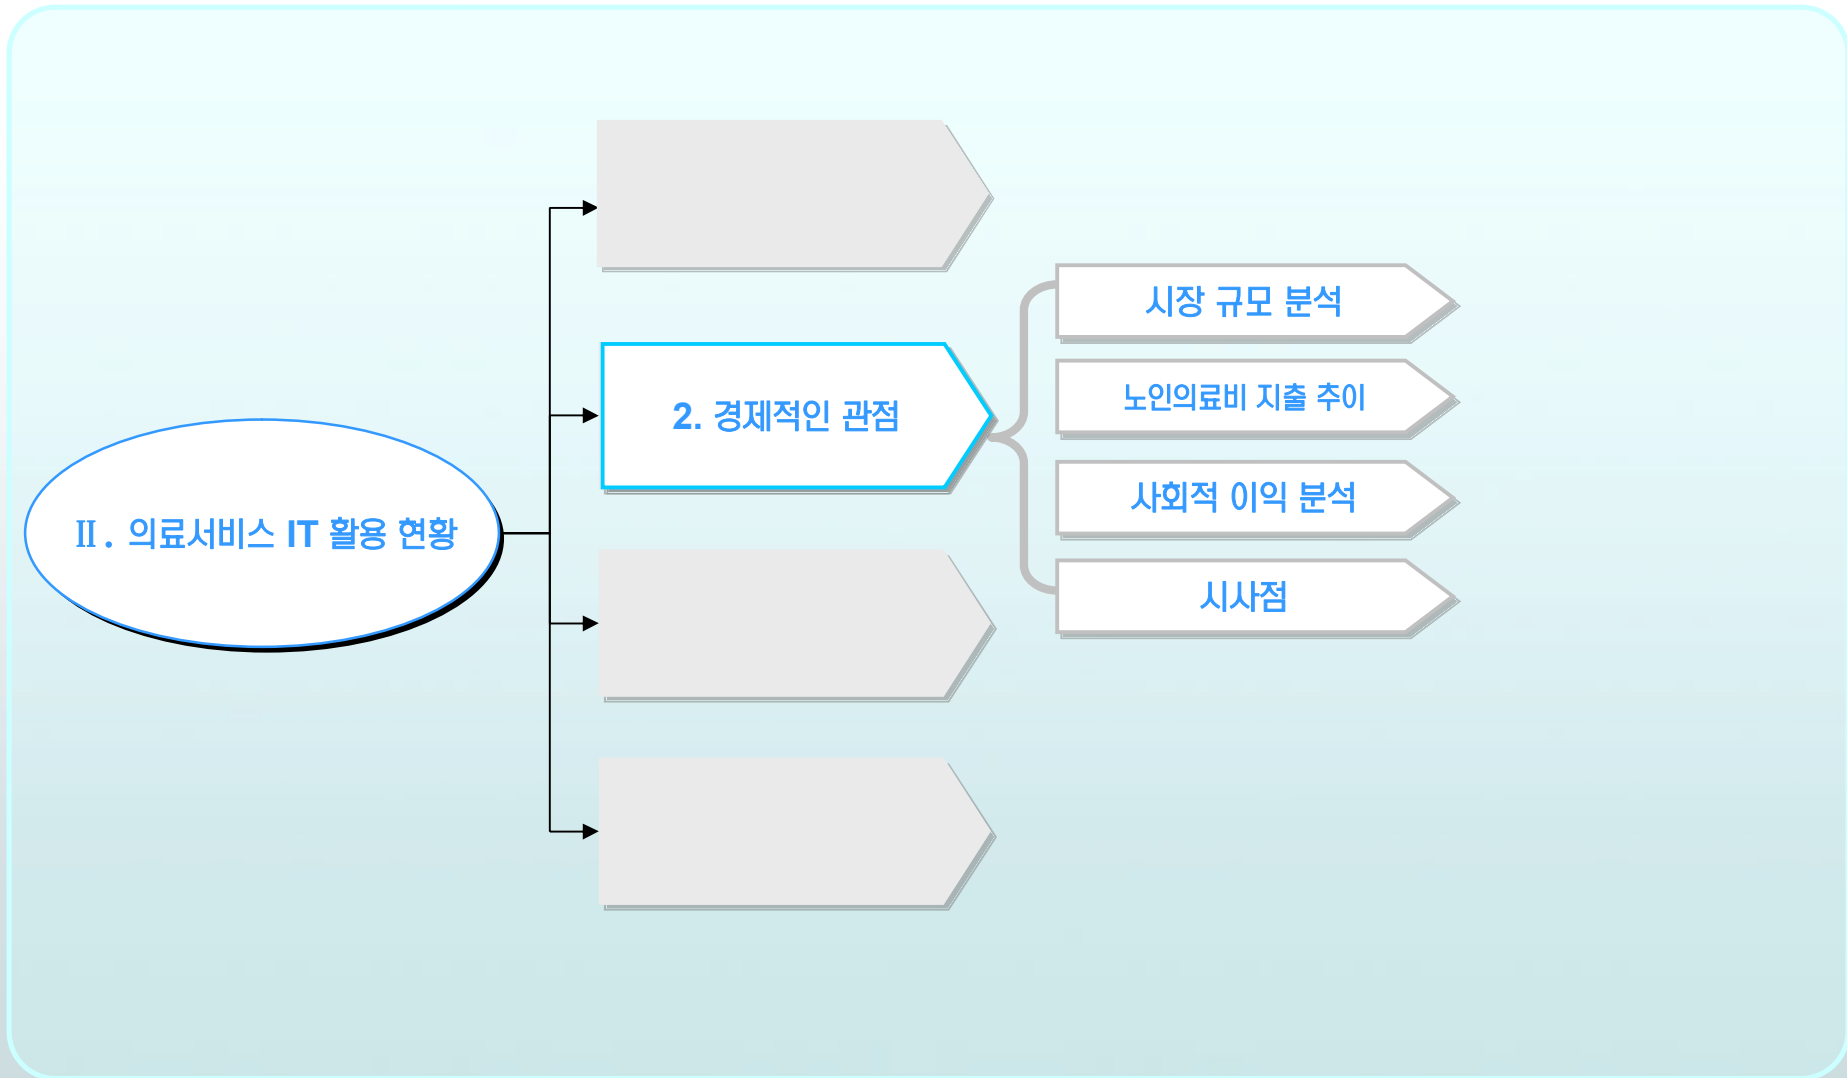 Ⅱ. 의료서비스 IT 활용 현황
2. 경제적인 관점
시장 규모 분석
노인의료비 지출 추이
사회적 이익 분석
시사점